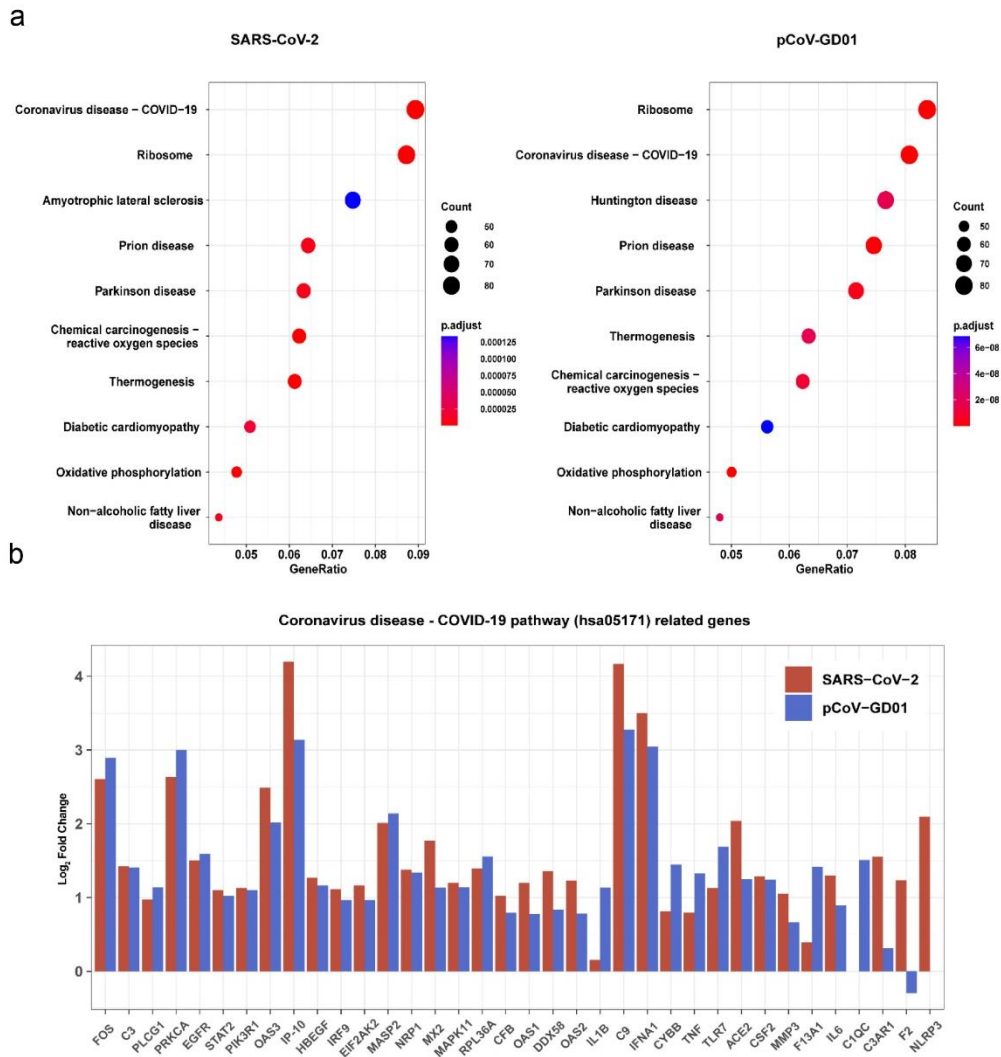 a
SARS-CoV-2
pCoV-GD01
Coronavirus disease − COVID−19
Ribosome
Amyotrophic lateral sclerosis
Prion disease
Parkinson disease
Chemical carcinogenesis −
reactive oxygen species
Thermogenesis
Diabetic cardiomyopathy
Oxidative phosphorylation
Non−alcoholic fatty liver
disease
0.05 0.06 0.07 0.08 0.09
GeneRatio
Count
50
60
70
80
p.adjust
0.000125
0.000100
0.000075
0.000050
0.000025
Ribosome
Coronavirus disease − COVID−19
Huntington disease
Prion disease
Parkinson disease
Thermogenesis
Chemical carcinogenesis −
reactive oxygen species
Diabetic cardiomyopathy
Oxidative phosphorylation
Non−alcoholic fatty liver
disease
0.05 0.06 0.07 0.08
GeneRatio
Count
50
60
70
80
p.adjust
6e−08
4e−08
2e−08
b
Coronavirus disease - COVID-19 pathway (hsa05171) related genes
Log2 Fold Change
4
3
2
1
0
SARS−CoV−2
pCoV−GD01
FOS C3 PLCG1 PRKCA EGFR STAT2 PIK3R1 OAS3 IP-10 HBEGF IRF9 EIF2AK2 MASP2 NRP1 MX2 MAPK11 RPL36A CFB OAS1 DDX58 OAS2 IL1B C9 IFNA1 CYBB TNF TLR7 ACE2 CSF2 MMP3 F13A1 IL6 C1QC C3AR1 F2 NLRP3